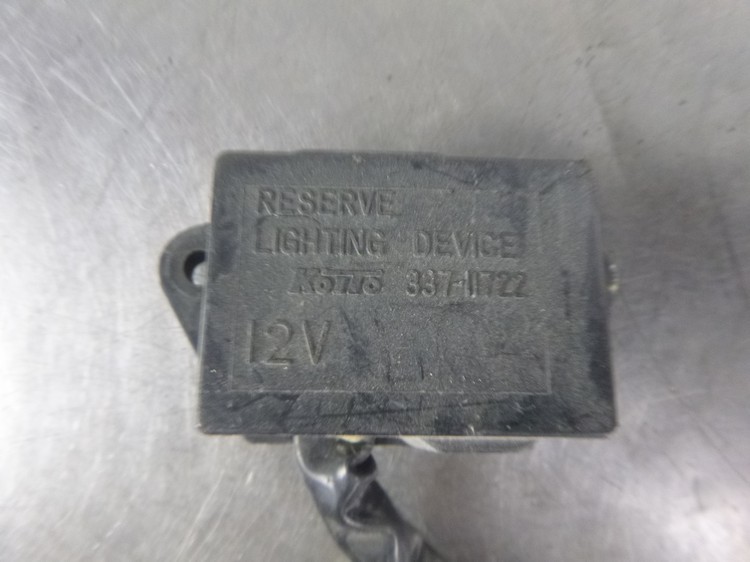 RESERVE
LIGHTING DEVICE
KOITO 337-11722
12V